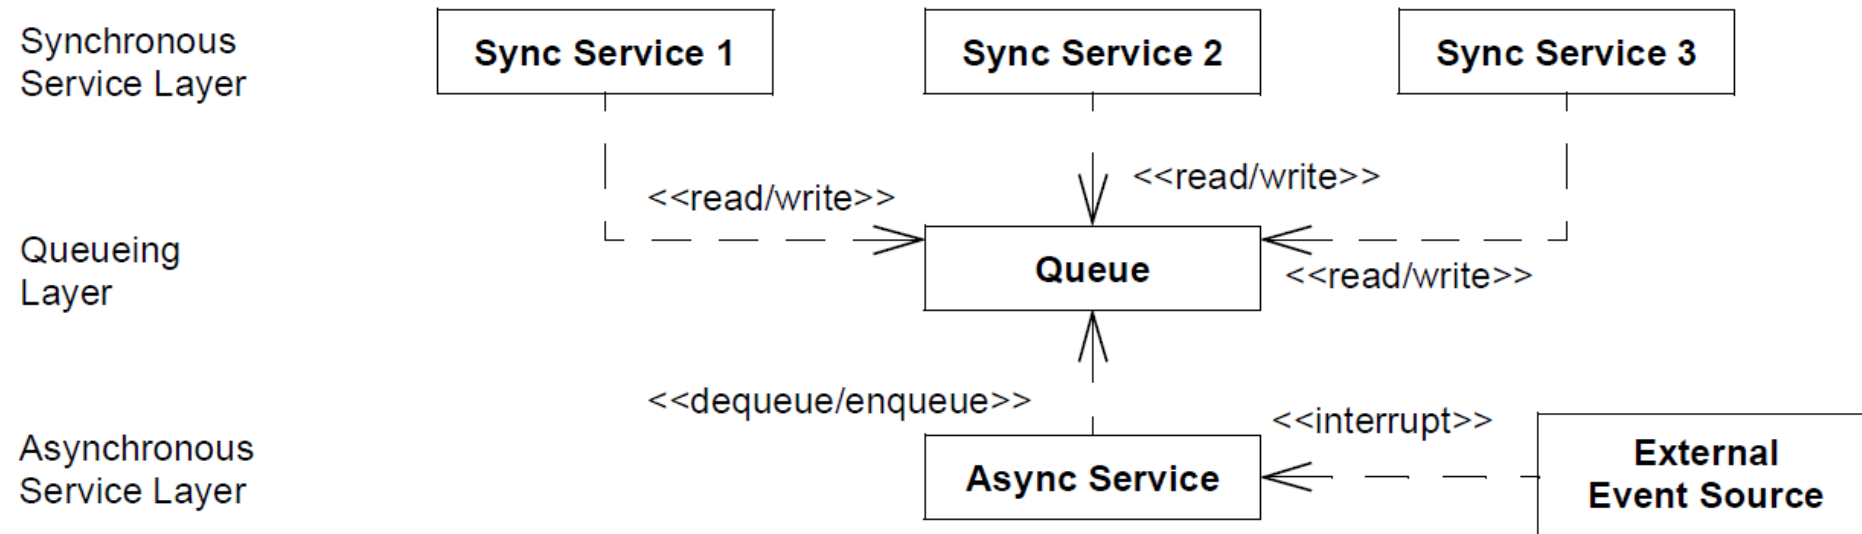 Synchronous
Service Layer
Sync Service 1
Sync Service 2
Sync Service 3
<<read/write>>
<<read/write>>
Queueing
Layer
Queue
<<read/write>>
<<dequeue/enqueue>>
<<interrupt>>
Asynchronous
Service Layer
Async Service
External
Event Source